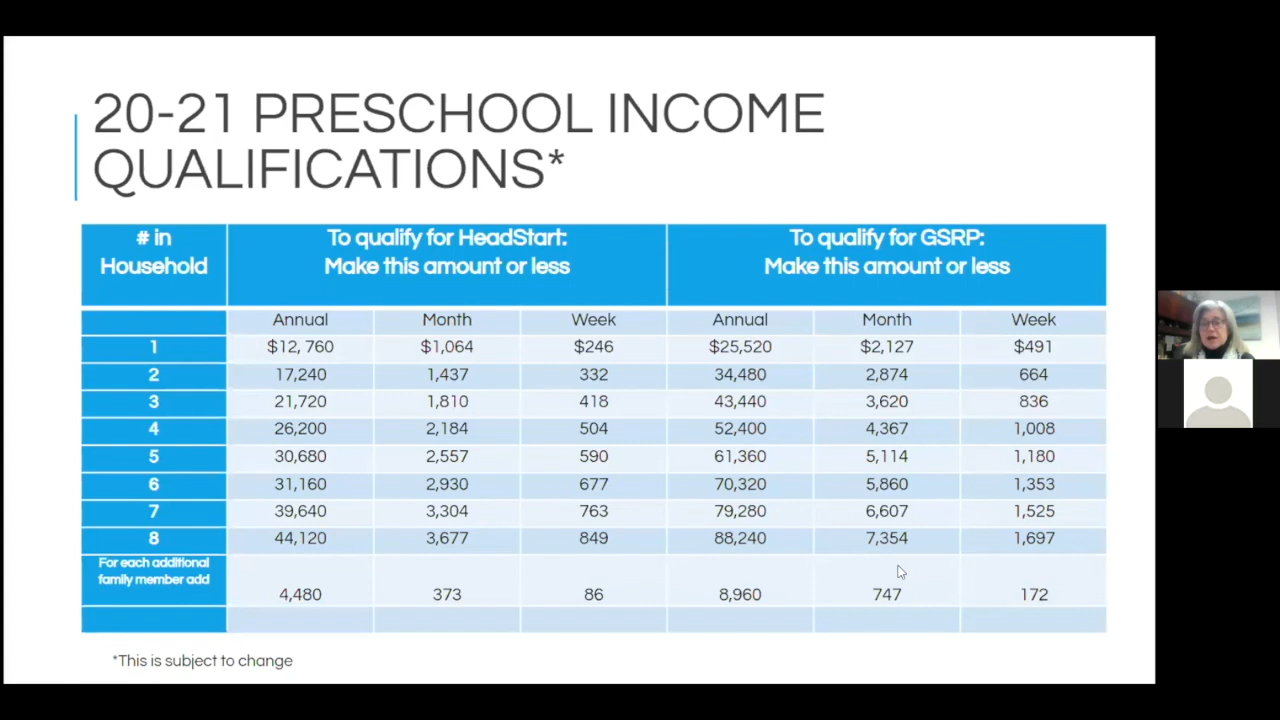 20-21 PRESCHOOL INCOME
QUALIFICATIONS*
# in
Household
To qualify for HeadStart:
Make this amount or less
To qualify for GSRP:
Make this amount or less
Annual Month Week Annual Month Week
1 $12, 760 $1,064 $246 $25,520 $2,127 $491
2 17,240 1,437 332 34,480 2,874 664
3 21,720 1,810 418 43,440 3,620 836
4 26,200 2,184 504 52,400 4,367 1,008
5 30,680 2,557 590 61,360 5,114 1,180
6 31,160 2,930 677 70,320 5,860 1,353
7 39,640 3,304 763 79,280 6,607 1,525
8 44,120 3,677 849 88,240 7,354 1,697
For each additional
family member add
4,480 373 86 8,960 747 172
*This is subject to change